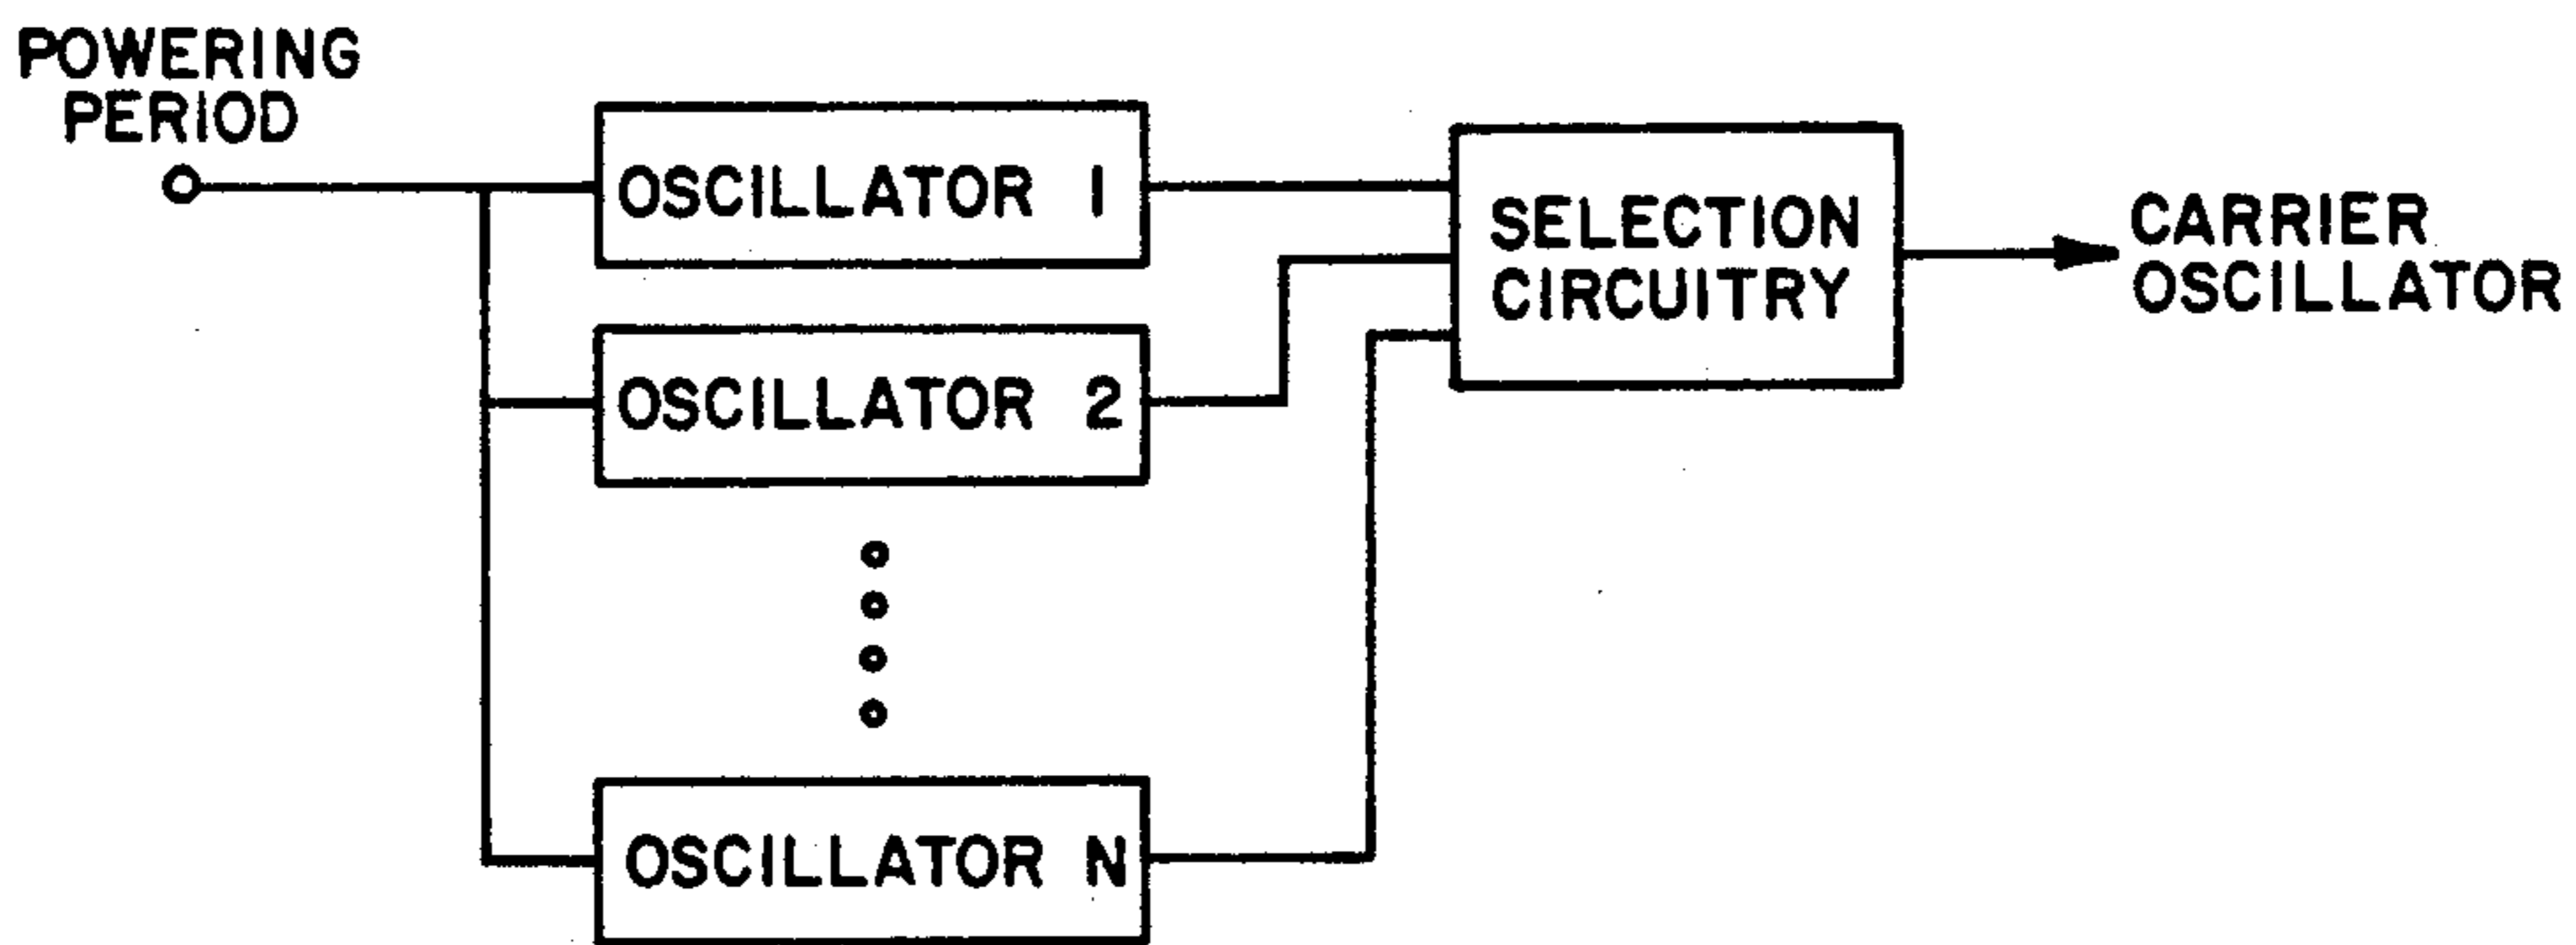 POWERING
PERIOD
OSCILLATOR 1
OSCILLATOR 2
OSCILLATOR N
SELECTION
CIRCUITRY
CARRIER
OSCILLATOR